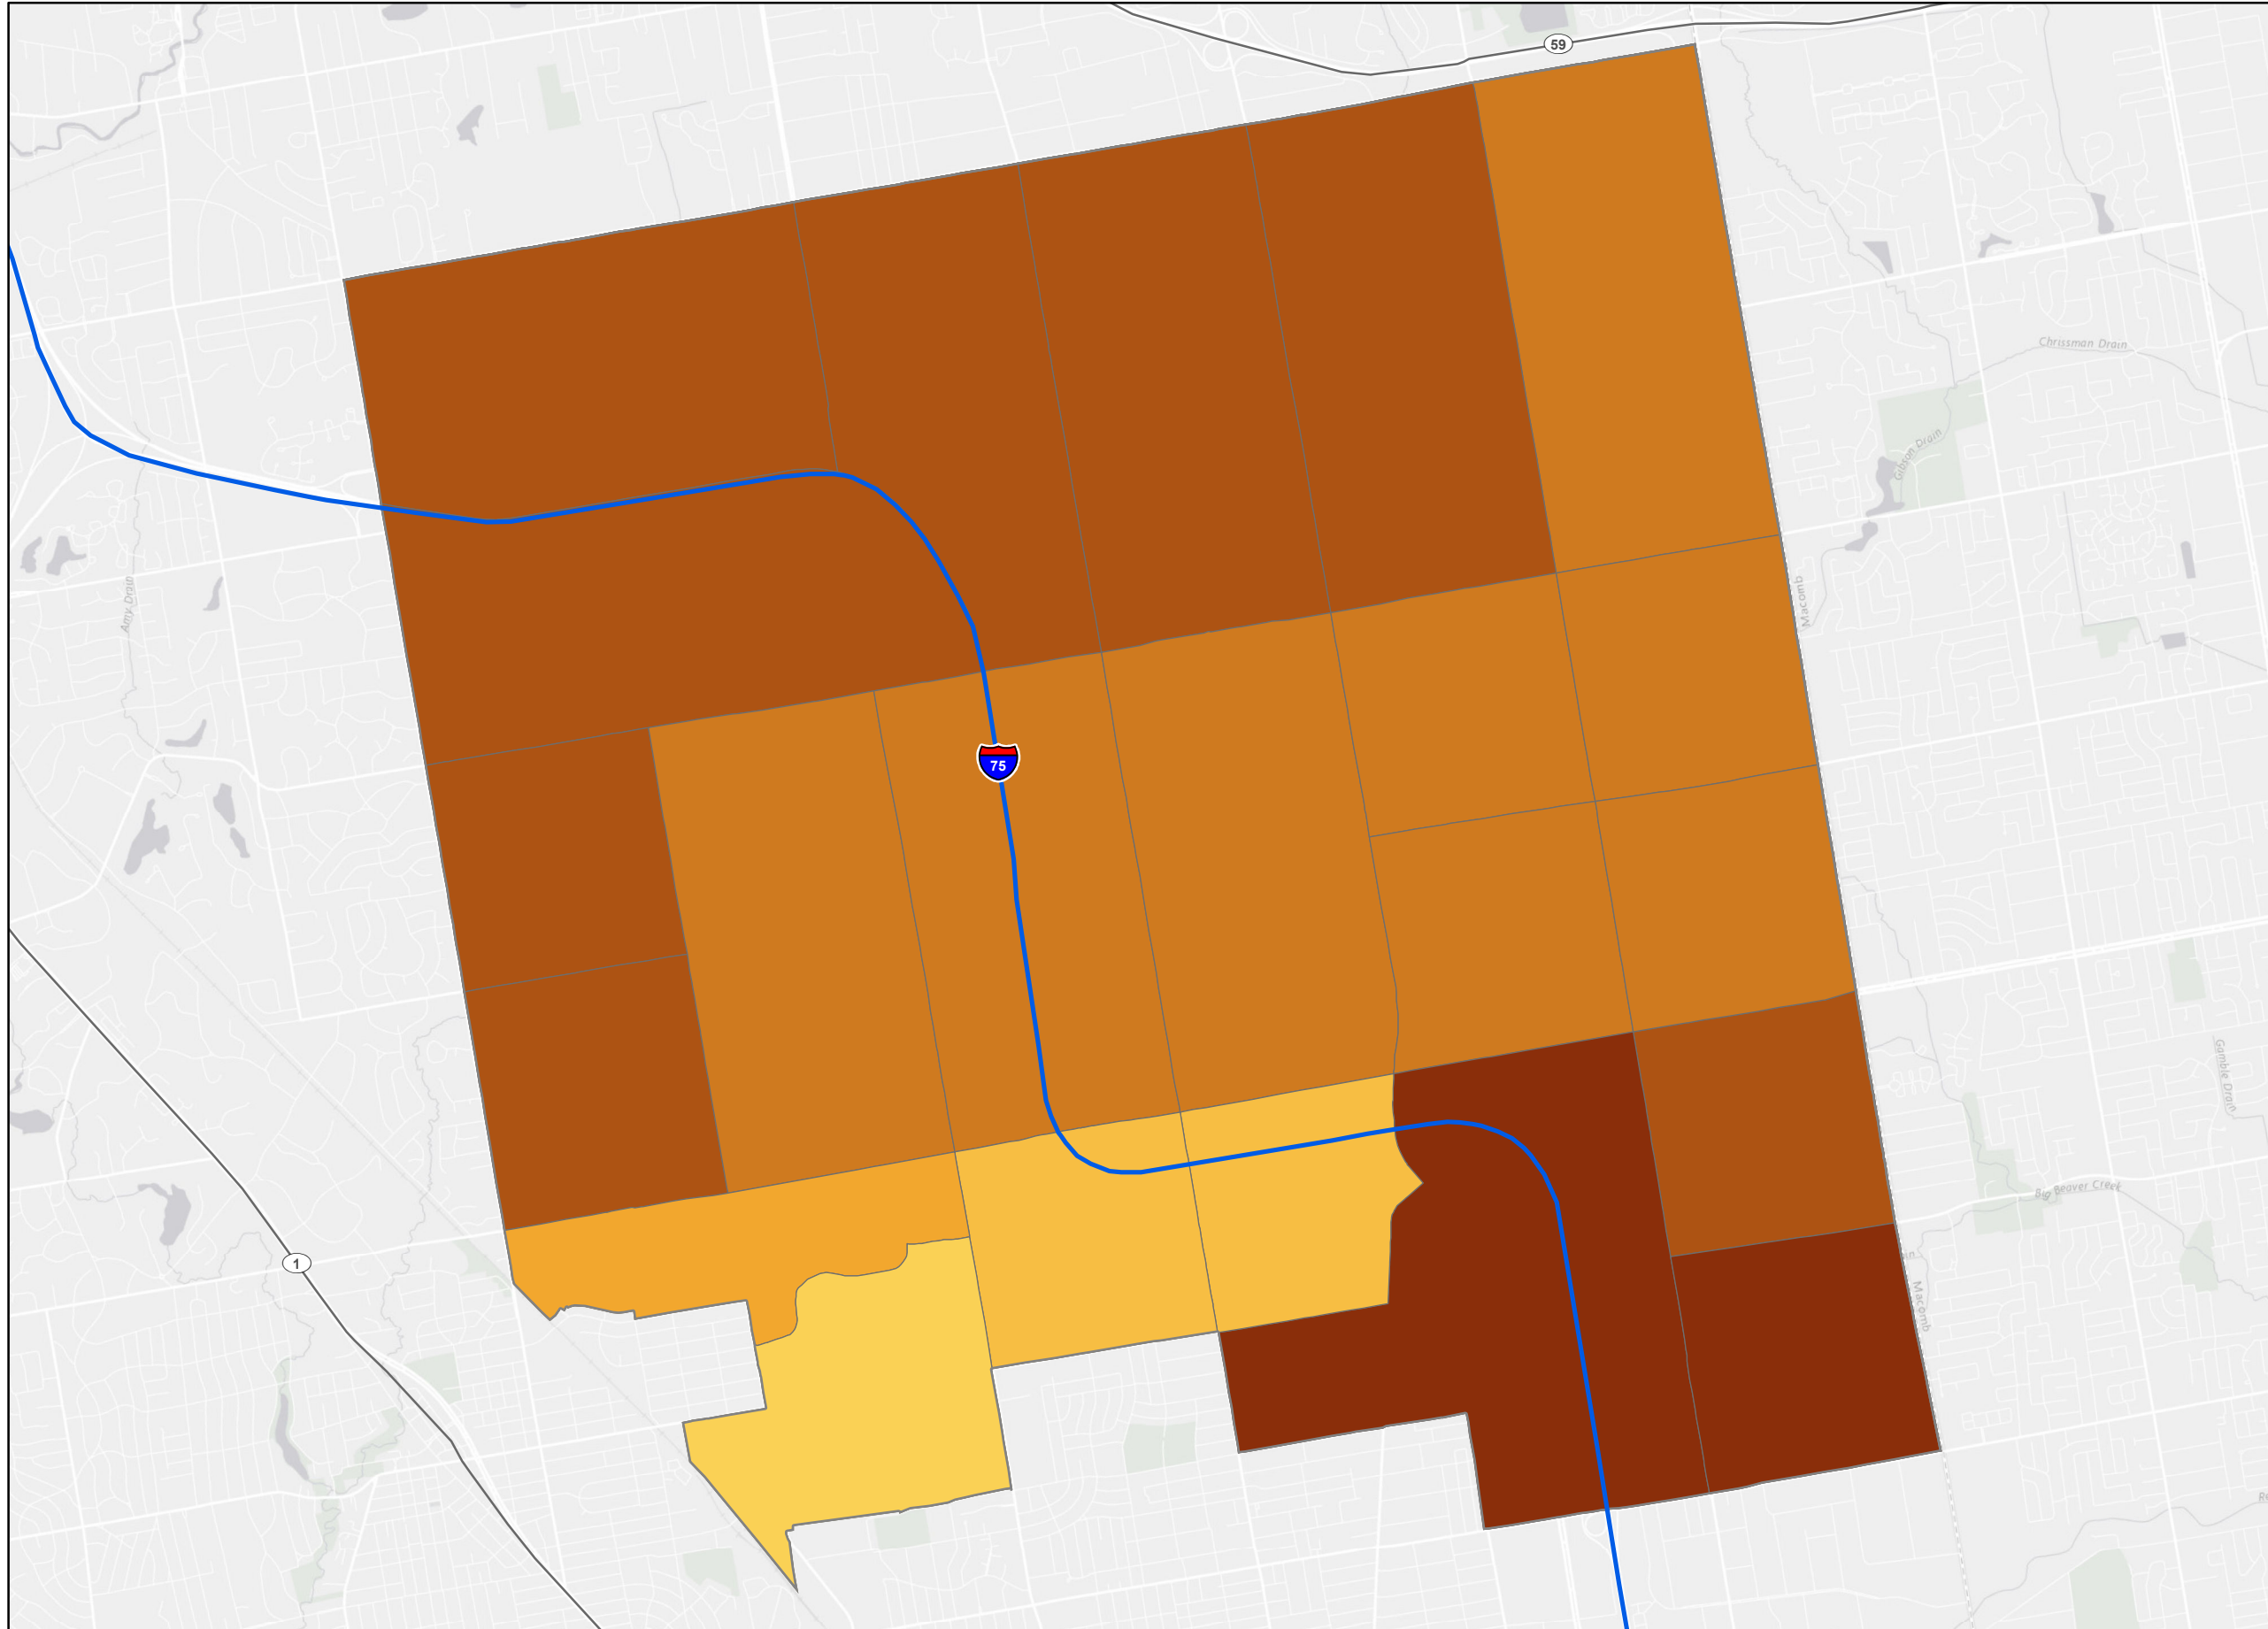 59
Chrissman Drain
Gibson Drain
Macomb
Amy Drain
75
Gamble Drain
Big Beaver Creek
1
Macomb